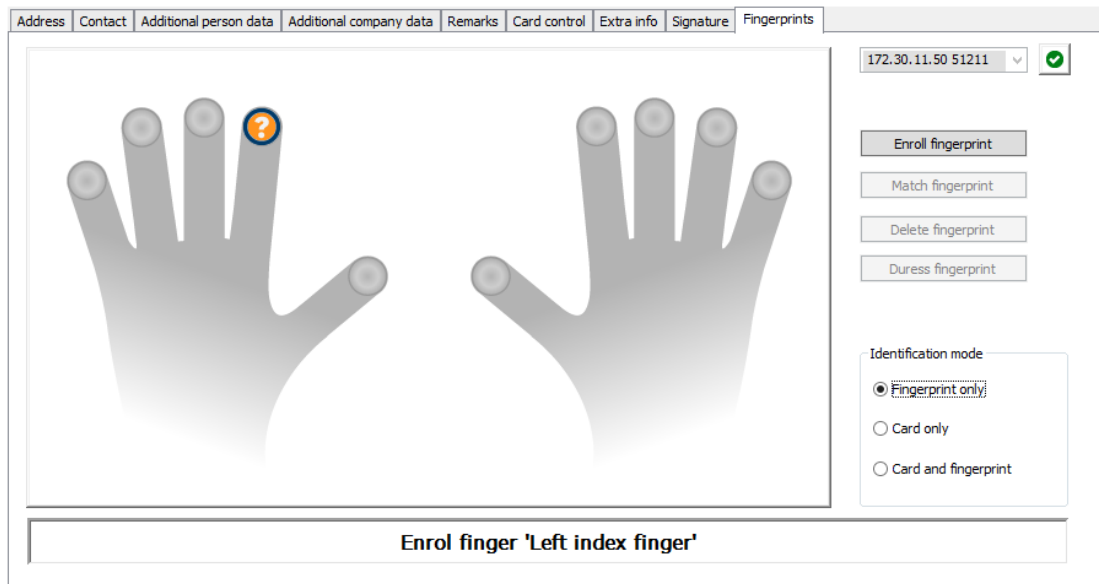 Address Contact Additional person data Additional company data Remarks Card control Extra info Signature Fingerprints
172.30.11.50 51211
?
Enroll fingerprint
Match fingerprint
Delete fingerprint
Duress fingerprint
Identification mode
Fingerprint only
Card only
Card and fingerprint
Enrol finger 'Left index finger'